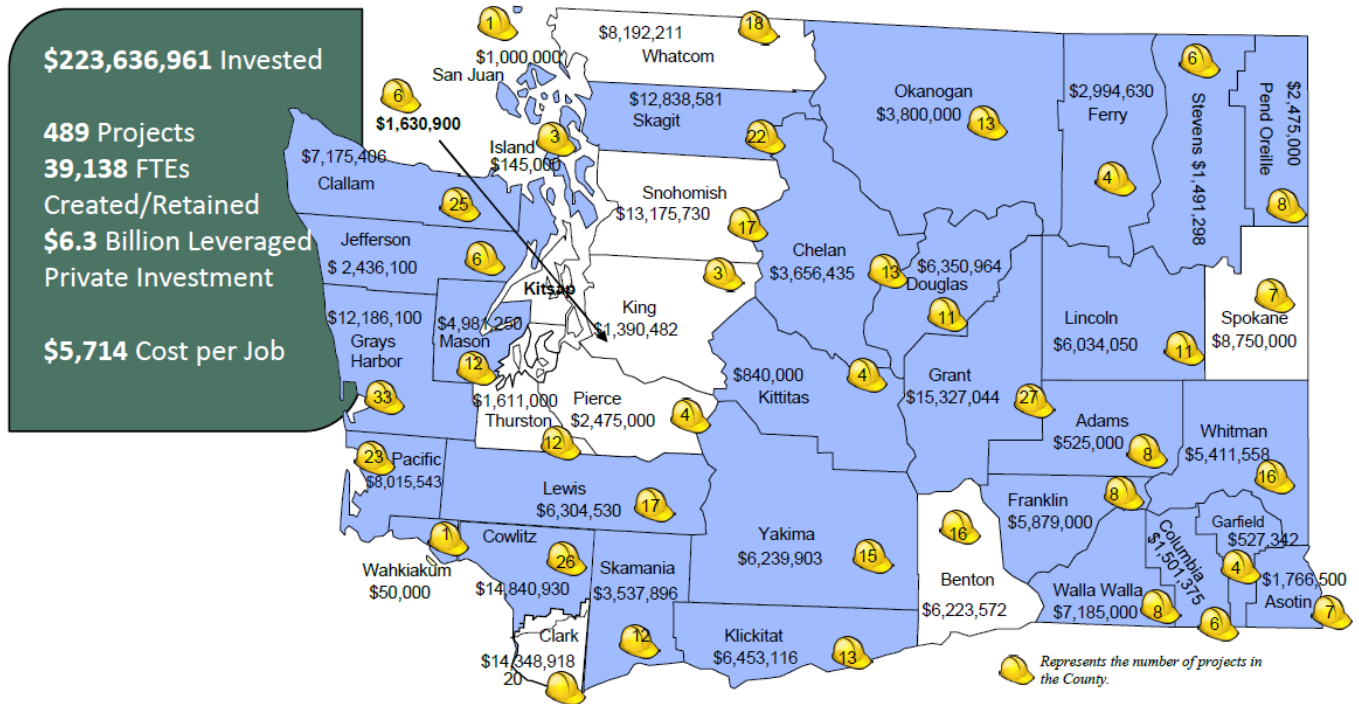 $223,636,961 Invested
489 Projects
39,138 FTEs
Created/Retained
$6.3 Billion Leveraged
Private Investment
$5,714 Cost per Job
1
$1,000,000
San Juan
6
$1,630,900
Kitsap
3
Island
$145,000
$8,192,211
Whatcom
18
$12,838,581
Skagit
22
Snohomish
$13,175,730
17
3
King
$1,390,482
$7,175,406
Clallam
25
Jefferson
$ 2,436,100
6
$12,186,100
Grays
Harbor
33
$4,981,250
Mason
12
$1,611,000
Thurston
12
Pierce
$2,475,000
4
23
Pacific
$8,015,543
Lewis
$6,304,530
17
1
Wahkiakum
$50,000
Cowlitz
26
$14,840,930
Clark
$14,348,918
20
Skamania
$3,537,896
12
Klickitat
$6,453,116
13
Yakima
$6,239,903
15
$840,000
Kittitas
4
Chelan
$3,656,435
13
$6,350,964
Douglas
11
Okanogan
$3,800,000
13
$2,994,630
Ferry
4
6
Stevens $1,491,298
$2,475,000
Pend Oreille
8
Lincoln
$6,034,050
11
7
Spokane
$8,750,000
Grant
$15,327,044
27
Adams
$525,000
8
Whitman
$5,411,558
16
16
Benton
$6,223,572
Franklin
$5,879,000
8
Walla Walla
$7,185,000
8
Columbia
$1,501,375
6
Garfield
$527,342
4
$1,766,500
Asotin
7
Represents the number of projects in
the County.